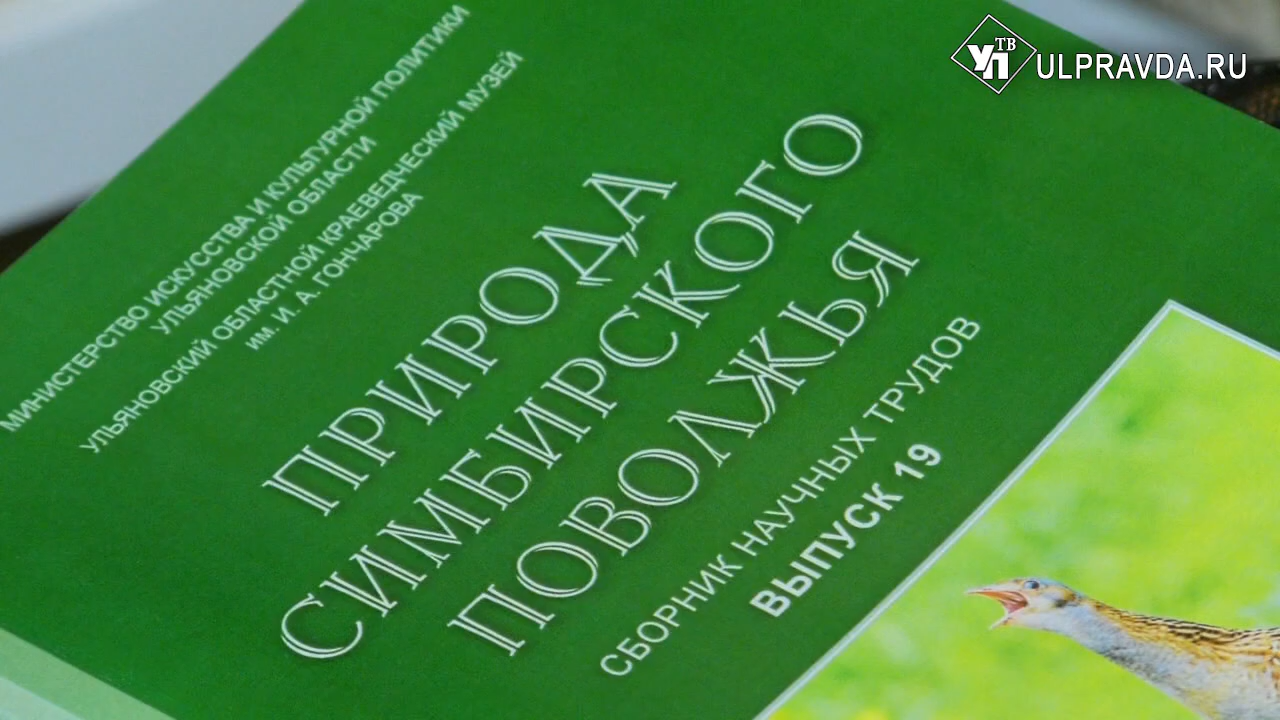 УП ТВ ULPRAVDA.RU
МИНИСТЕРСТВО ИСКУССТВА И КУЛЬТУРНОЙ ПОЛИТИКИ
УЛЬЯНОВСКОЙ ОБЛАСТИ
УЛЬЯНОВСКИЙ ОБЛАСТНОЙ КРАЕВЕДЧЕСКИЙ МУЗЕЙ
им. И. А. ГОНЧАРОВА
ПРИРОДА
СИМБИРСКОГО
ПОВОЛЖЬЯ
СБОРНИК НАУЧНЫХ ТРУДОВ
ВЫПУСК 19